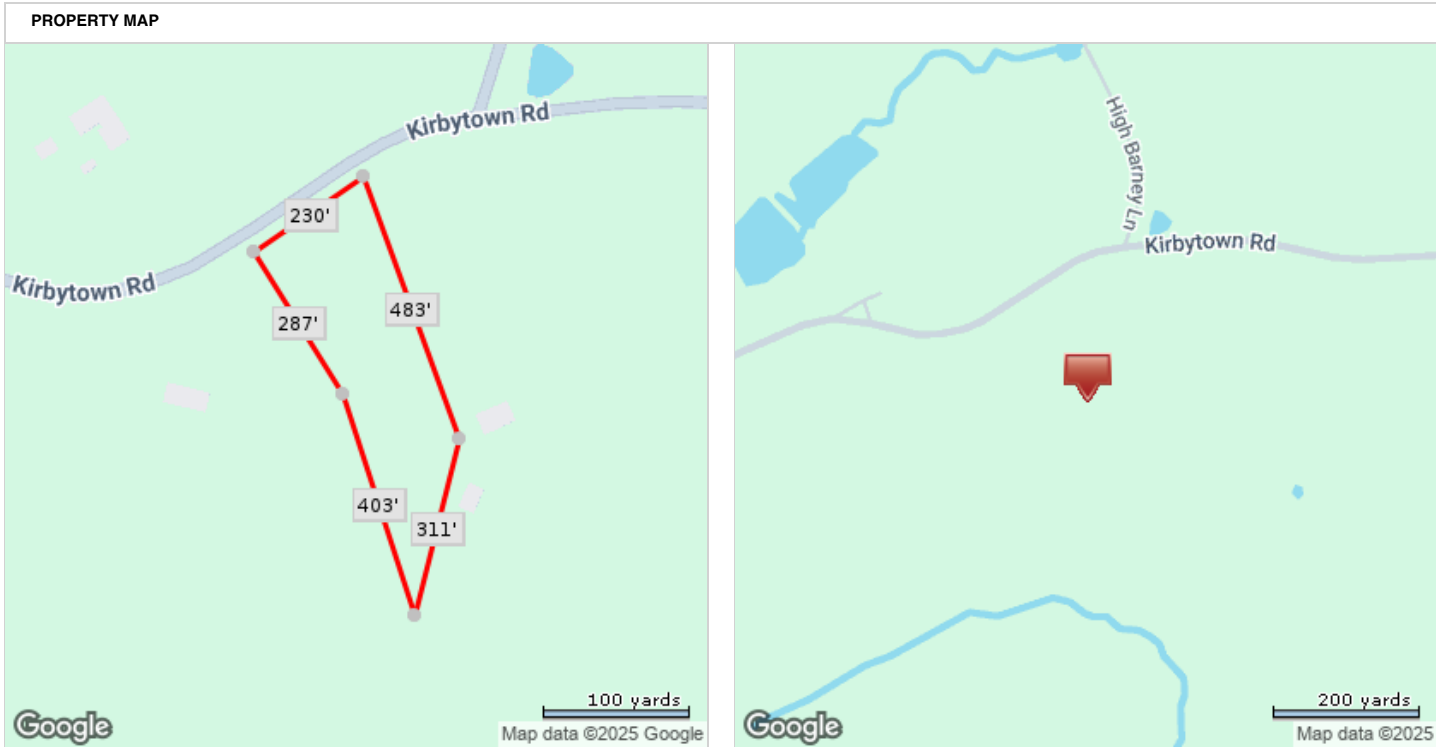 PROPERTY MAP
Kirbytown Rd
230'
Kirbytown Rd
287'
483'
403'
311'
100 yards
Google
Map data ©2025 Google
High Barney Ln
Kirbytown Rd
200 yards
Google
Map data ©2025